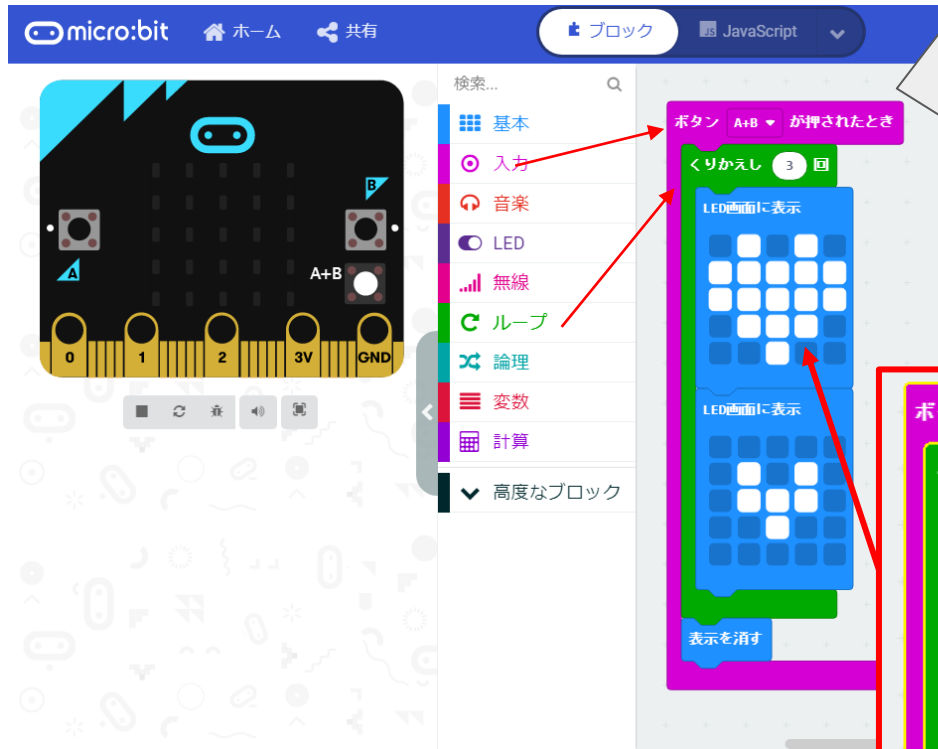 micro:bit ホーム 共有 ブロック JavaScript
検索...
基本
入力
音楽
LED
無線
ループ
論理
変数
計算
高度なブロック
B
A
A+B
0 1 2 3V GND
ボタン A+B が押されたとき
くりかえし 3 回
LED画面に表示
LED画面に表示
表示を消す
ボ